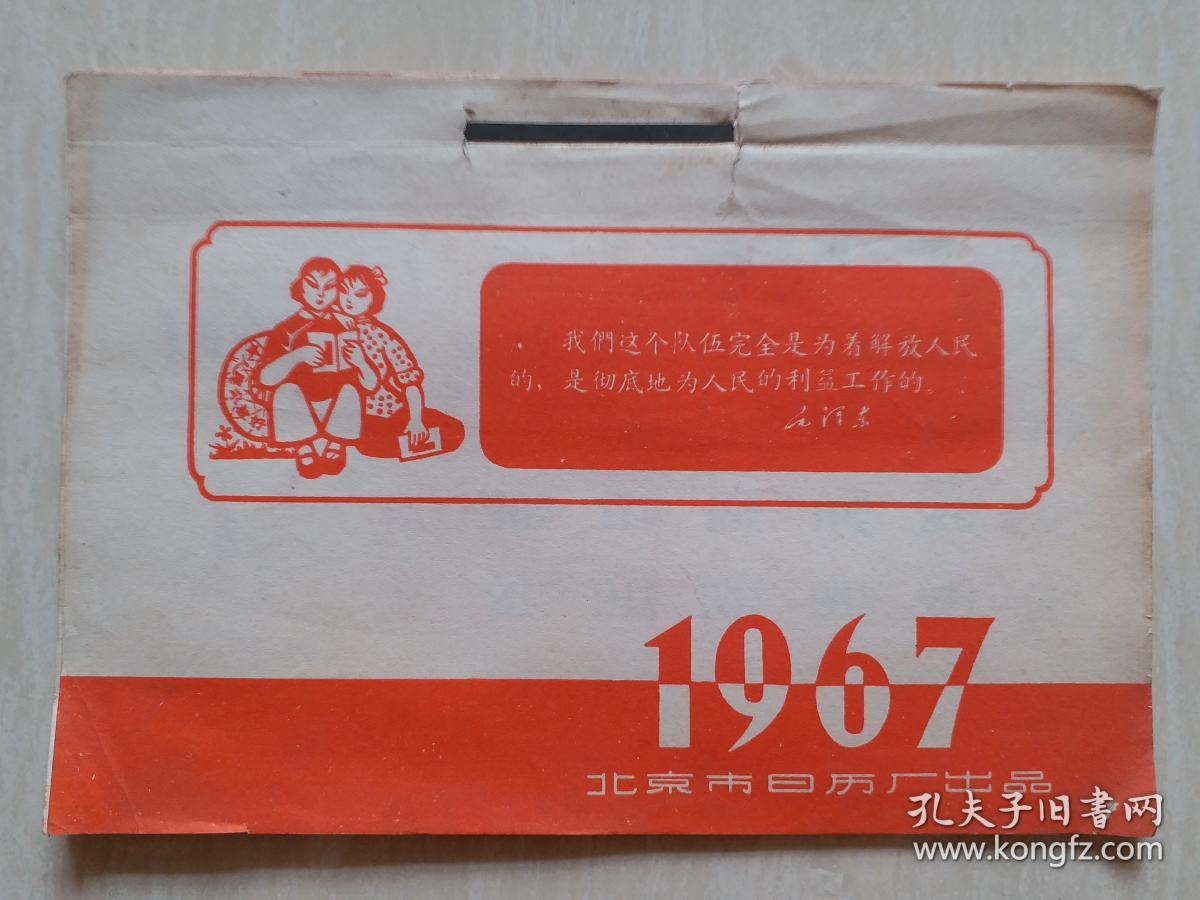 我們这个队伍完全是为着解放人民
的，是彻底地为人民的利益工作的。
毛泽东
1967
北京市日历厂出品
孔夫子旧書网
www.kongfz.com